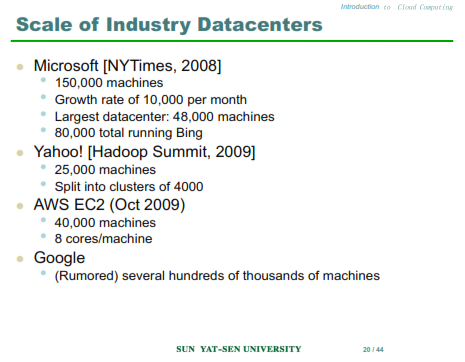 Introduction to Cloud Computing
Scale of Industry Datacenters
Microsoft [NYTimes, 2008]
150,000 machines
Growth rate of 10,000 per month
Largest datacenter: 48,000 machines
80,000 total running Bing
Yahoo! [Hadoop Summit, 2009]
25,000 machines
Split into clusters of 4000
AWS EC2 (Oct 2009)
40,000 machines
8 cores/machine
Google
(Rumored) several hundreds of thousands of machines
SUN YAT-SEN UNIVERSITY 20 / 44